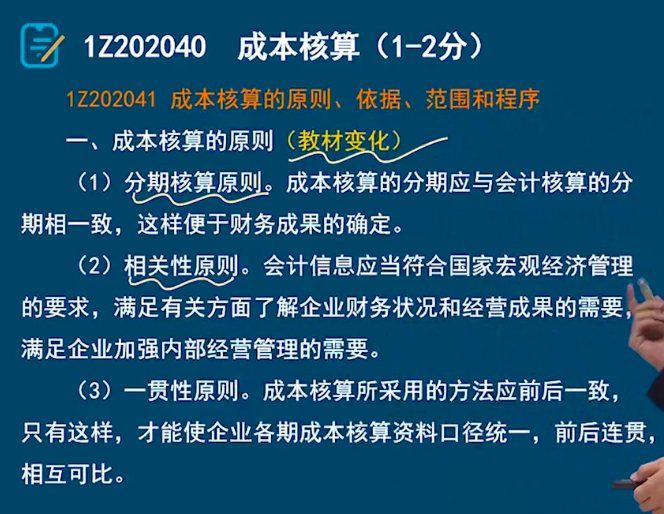 1Z202040 成本核算（1-2分）
1Z202041 成本核算的原则、依据、范围和程序
一、成本核算的原则（教材变化）
（1）分期核算原则。成本核算的分期应与会计核算的分
期相一致，这样便于财务成果的确定。
（2）相关性原则。会计信息应当符合国家宏观经济管理
的要求，满足有关方面了解企业财务状况和经营成果的需要，
满足企业加强内部经营管理的需要。
（3）一贯性原则。成本核算所采用的方法应前后一致，
只有这样，才能使企业各期成本核算资料口径统一，前后连贯，
相互可比。